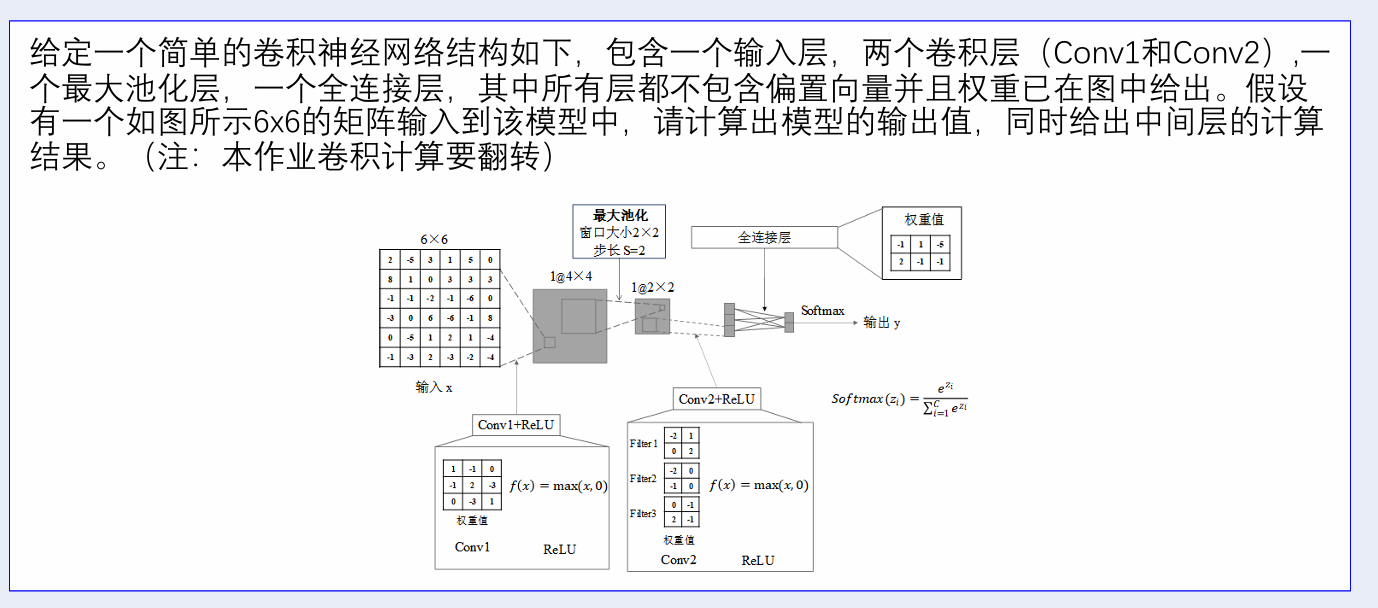 给定一个简单的卷积神经网络结构如下，包含一个输入层，两个卷积层（Conv1和Conv2）,一
个最大池化层，一个全连接层，其中所有层都不包含偏置向量并且权重已在图中给出。假设
有一个如图所示6x6的矩阵输入到该模型中，请计算出模型的输出值，同时给出中间层的计算
结果。（注：本作业卷积计算要翻转）
最大池化
窗口大小2×2
步长 S=2
全连接层
权重值
-1 1 -5
2 -1 -1
6×6
2 -5 3 1 5 0
8 1 0 3 3 3
-1 -1 -2 -1 -6 0
-3 0 6 -6 -1 8
0 -5 1 2 1 -4
-1 -3 2 -3 -2 -4
输入 x
1@4×4
1@2×2
Softmax
输出 y
Softmax(z_i) = e^{z_i} / ∑_{i=1}^{C} e^{z_i}
Conv1+ReLU
1 -1 0
-1 2 -3
0 -3 1
f(x) = max(x, 0)
权重值
Conv1
ReLU
Conv2+ReLU
Filter1
-2 1
0 2
Filter2
-2 0
-1 0
f(x) = max(x, 0)
Filter3
0 -1
2 -1
权重值
Conv2
ReLU